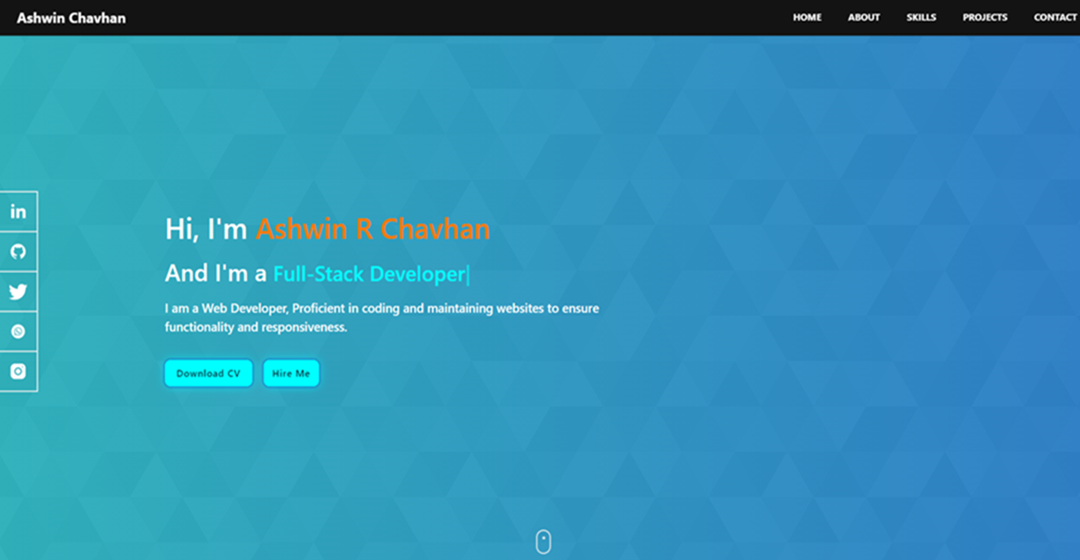 Ashwin Chavhan
HOME ABOUT SKILLS PROJECTS CONTACT
in
Hi, I'm Ashwin R Chavhan
And I'm a Full-Stack Developer|
I am a Web Developer, Proficient in coding and maintaining websites to ensure
functionality and responsiveness.
Download CV Hire Me